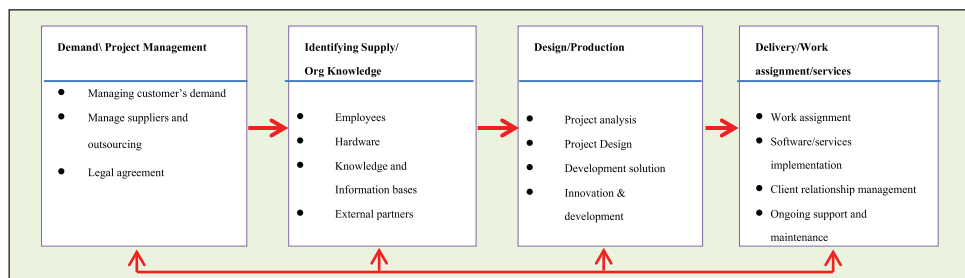 Demand\ Project Management
● Managing customer's demand
● Manage suppliers and
outsourcing
● Legal agreement
Identifying Supply/
Org Knowledge
● Employees
● Hardware
● Knowledge and
Information bases
● External partners
Design/Production
● Project analysis
● Project Design
● Development solution
● Innovation &
development
Delivery/Work
assignment/services
● Work assignment
● Software/services
implementation
● Client relationship management
● Ongoing support and
maintenance